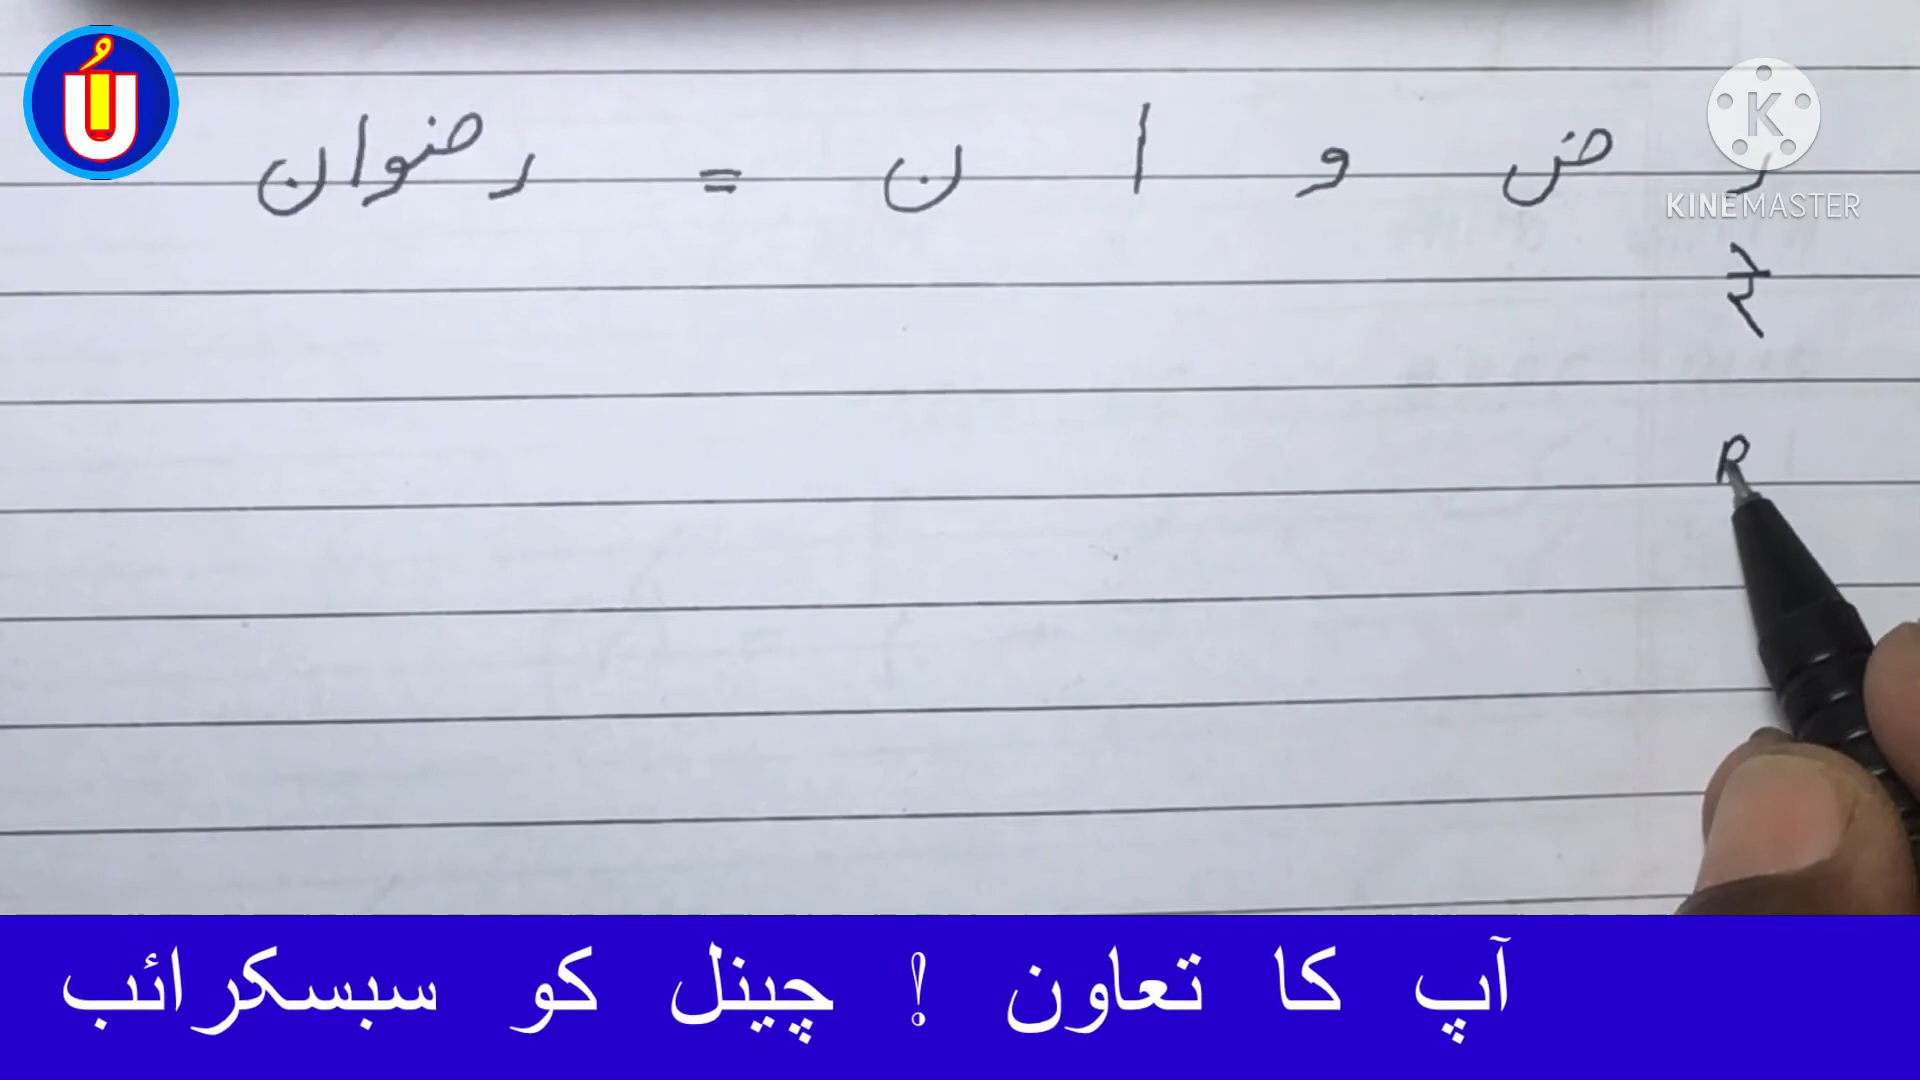 ر ض و ا ن = رضوان
रे
R
KINEMASTER
آپ کا تعاون ! چینل کو سبسکرائب